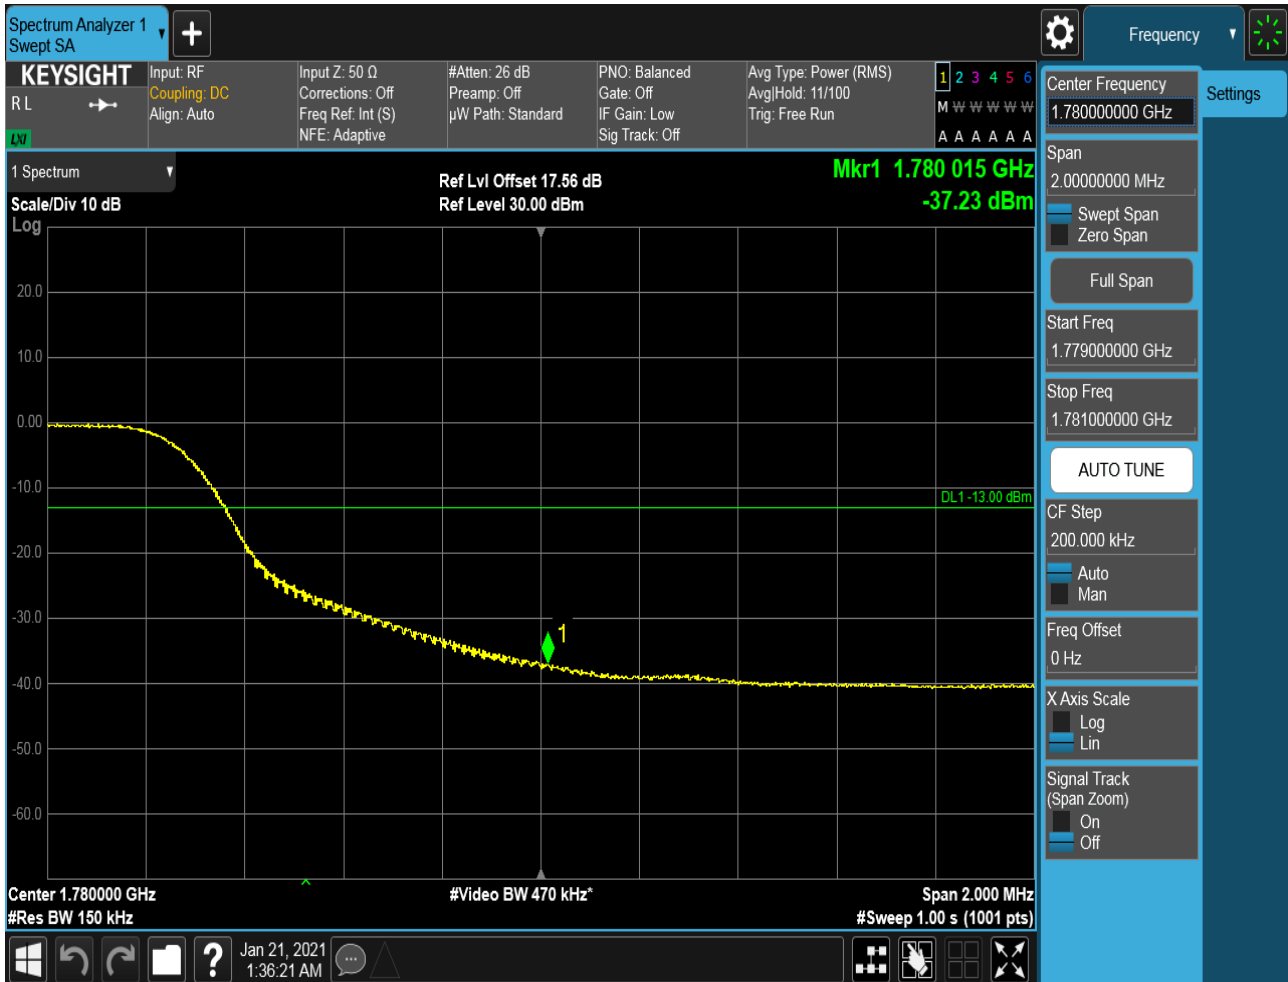 Spectrum Analyzer 1
Swept SA
Frequency
KEYSIGHT
R L
LXI
Input: RF
Coupling: DC
Align: Auto
Input Z: 50 Ω
Corrections: Off
Freq Ref: Int (S)
NFE: Adaptive
#Atten: 26 dB
Preamp: Off
µW Path: Standard
PNO: Balanced
Gate: Off
IF Gain: Low
Sig Track: Off
Avg Type: Power (RMS)
Avg|Hold: 11/100
Trig: Free Run
1 2 3 4 5 6
M W W W W W
A A A A A A
Center Frequency
1.780000000 GHz
Settings
Span
2.00000000 MHz
Swept Span
Zero Span
Full Span
Start Freq
1.779000000 GHz
Stop Freq
1.781000000 GHz
AUTO TUNE
CF Step
200.000 kHz
Auto
Man
Freq Offset
0 Hz
X Axis Scale
Log
Lin
Signal Track
(Span Zoom)
On
Off
1 Spectrum
Scale/Div 10 dB
Log
Ref Lvl Offset 17.56 dB
Ref Level 30.00 dBm
Mkr1 1.780 015 GHz
-37.23 dBm
20.0
10.0
0.00
-10.0
DL1 -13.00 dBm
-20.0
-30.0
1
-40.0
-50.0
-60.0
Center 1.780000 GHz
#Video BW 470 kHz*
Span 2.000 MHz
#Res BW 150 kHz
#Sweep 1.00 s (1001 pts)
?
Jan 21, 2021
1:36:21 AM